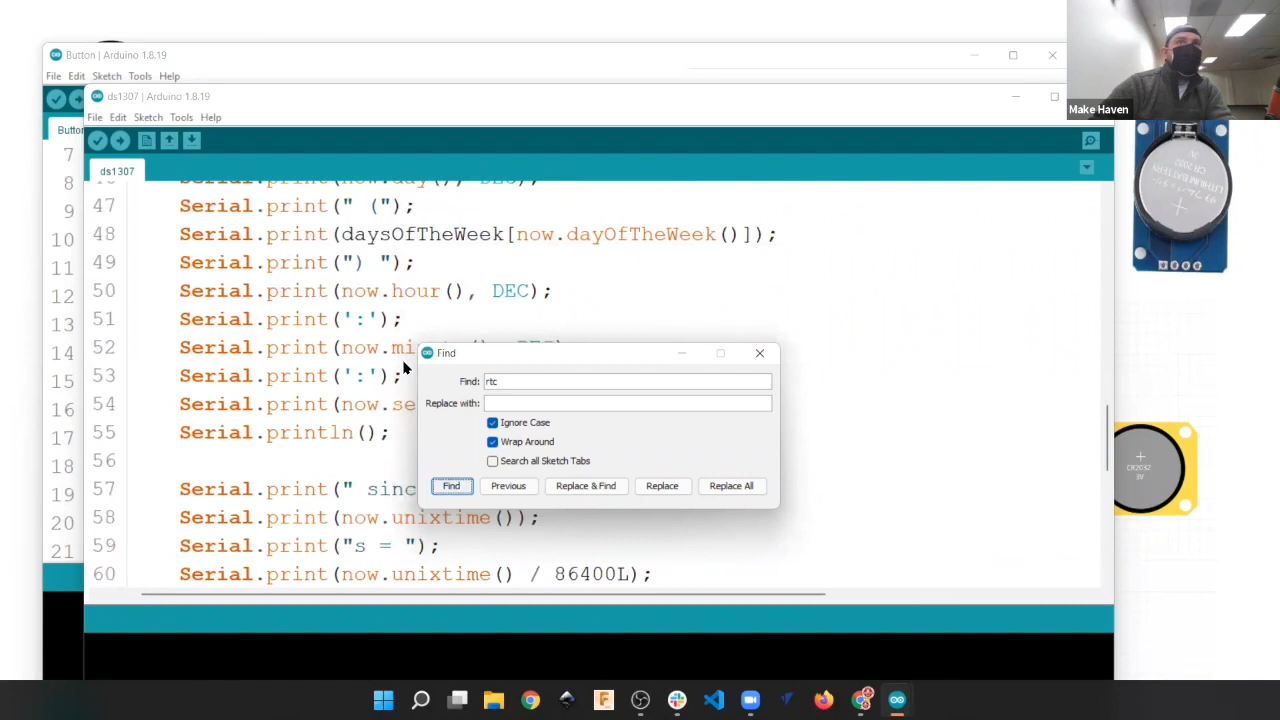 Button | Arduino 1.8.19
File Edit Sketch Tools Help
ds1307 | Arduino 1.8.19
Make Haven
File Edit Sketch Tools Help
ds1307
7
8
9
10
11
12
13
14
15
16
17
18
19
20
21
47 Serial.print(" (");
48 Serial.print(daysOfTheWeek[now.dayOfTheWeek()]);
49 Serial.print(") ");
50 Serial.print(now.hour(), DEC);
51 Serial.print(':');
52 Serial.print(now.mi
53 Serial.print(':');
54 Serial.print(now.se
55 Serial.println();
56
57 Serial.print(" sinc
58 Serial.print(now.unixtime());
59 Serial.print("s = ");
60 Serial.print(now.unixtime() / 86400L);
Find
Find: rtc
Replace with:
Ignore Case
Wrap Around
Search all Sketch Tabs
Find Previous Replace & Find Replace Replace All
CR2032
3V